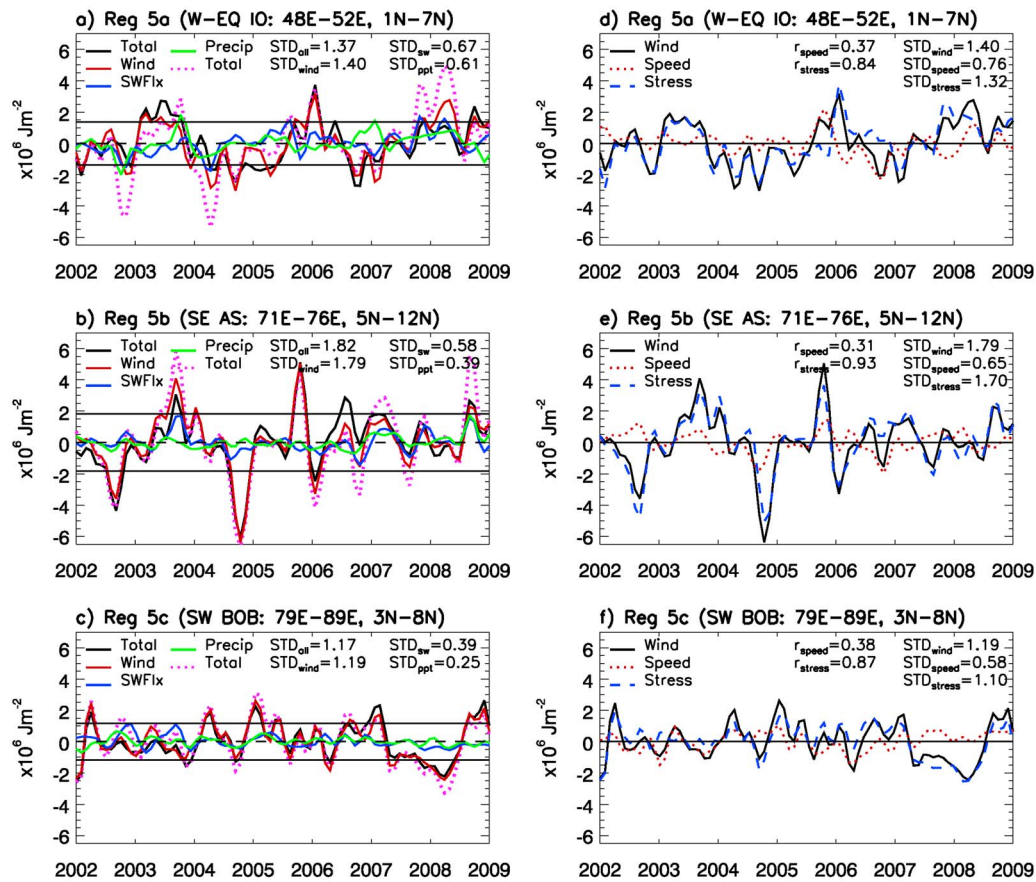 a) Reg 5a (W-EQ IO: 48E-52E, 1N-7N)
Total Precip STD_all=1.37 STD_sw=0.67
Wind Total STD_wind=1.40 STD_ppt=0.61
SWFlx
x10^6 Jm^-2
6
4
2
0
-2
-4
-6
2002 2003 2004 2005 2006 2007 2008 2009
d) Reg 5a (W-EQ IO: 48E-52E, 1N-7N)
Wind r_speed=0.37 STD_wind=1.40
Speed r_stress=0.84 STD_speed=0.76
Stress STD_stress=1.32
x10^6 Jm^-2
6
4
2
0
-2
-4
-6
2002 2003 2004 2005 2006 2007 2008 2009
b) Reg 5b (SE AS: 71E-76E, 5N-12N)
Total Precip STD_all=1.82 STD_sw=0.58
Wind Total STD_wind=1.79 STD_ppt=0.39
SWFlx
x10^6 Jm^-2
6
4
2
0
-2
-4
-6
2002 2003 2004 2005 2006 2007 2008 2009
e) Reg 5b (SE AS: 71E-76E, 5N-12N)
Wind r_speed=0.31 STD_wind=1.79
Speed r_stress=0.93 STD_speed=0.65
Stress STD_stress=1.70
x10^6 Jm^-2
6
4
2
0
-2
-4
-6
2002 2003 2004 2005 2006 2007 2008 2009
c) Reg 5c (SW BOB: 79E-89E, 3N-8N)
Total Precip STD_all=1.17 STD_sw=0.39
Wind Total STD_wind=1.19 STD_ppt=0.25
SWFlx
x10^6 Jm^-2
6
4
2
0
-2
-4
-6
2002 2003 2004 2005 2006 2007 2008 2009
f) Reg 5c (SW BOB: 79E-89E, 3N-8N)
Wind r_speed=0.38 STD_wind=1.19
Speed r_stress=0.87 STD_speed=0.58
Stress STD_stress=1.10
x10^6 Jm^-2
6
4
2
0
-2
-4
-6
2002 2003 2004 2005 2006 2007 2008 2009